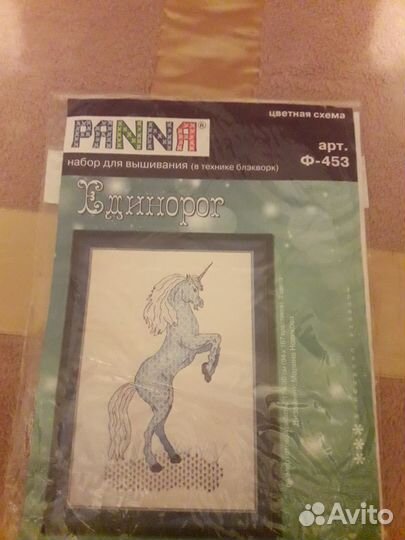 PANNA®
цветная схема
арт.
Ф-453
набор для вышивания (в технике блэкворк)
Единорог
Avito